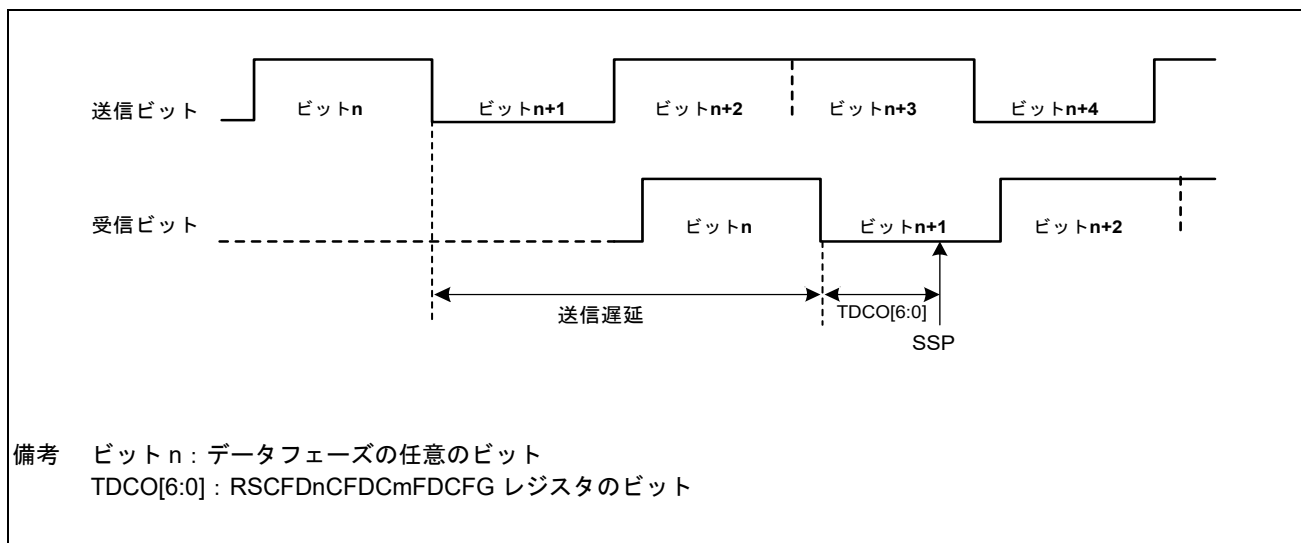 送信ビット ビットn ビットn+1 ビットn+2 ビットn+3 ビットn+4
受信ビット ビットn ビットn+1 ビットn+2
送信遅延 TDCO[6:0]
SSP
備考 ビット n：データフェーズの任意のビット
TDCO[6:0]：RSCFDnCFDCmFDCFG レジスタのビット